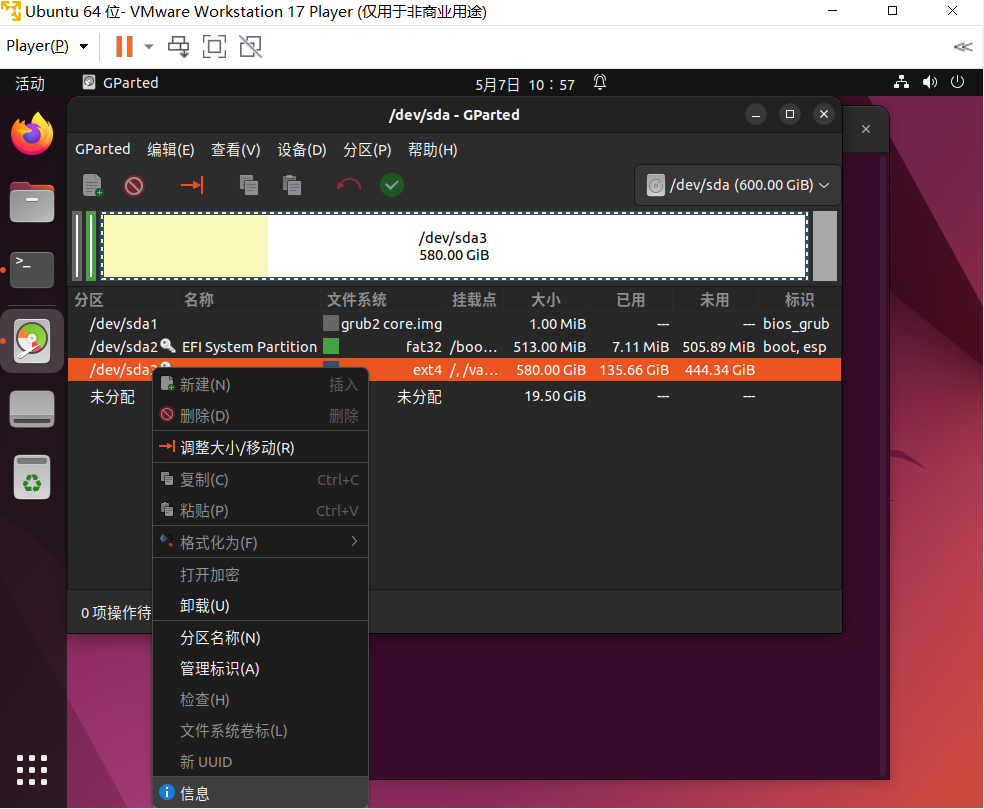 Ubuntu 64 位- VMware Workstation 17 Player (仅用于非商业用途)
Player(P)
活动 GParted 5月7日 10：57
/dev/sda - GParted
GParted 编辑(E) 查看(V) 设备(D) 分区(P) 帮助(H)
/dev/sda (600.00 GiB)
/dev/sda3
580.00 GiB
分区 名称 文件系统 挂载点 大小 已用 未用 标识
/dev/sda1 grub2 core.img 1.00 MiB --- --- bios_grub
/dev/sda2 EFI System Partition fat32 /boo... 513.00 MiB 7.11 MiB 505.89 MiB boot, esp
/dev/sda3 ext4 /, /va... 580.00 GiB 135.66 GiB 444.34 GiB
未分配 未分配 19.50 GiB --- ---
新建(N) 插入
删除(D) 删除
调整大小/移动(R)
复制(C) Ctrl+C
粘贴(P) Ctrl+V
格式化为(F)
打开加密
卸载(U)
0 项操作待
分区名称(N)
管理标识(A)
检查(H)
文件系统卷标(L)
新 UUID
信息